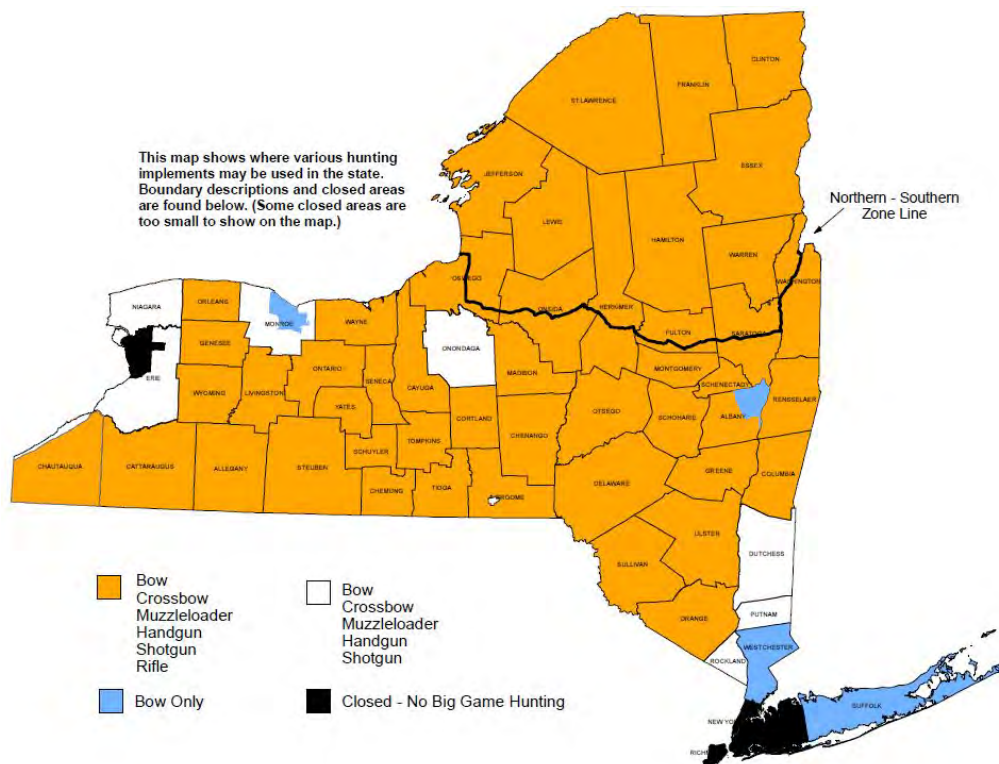 CLINTON
FRANKLIN
ST LAWRENCE
This map shows where various hunting
implements may be used in the state.
Boundary descriptions and closed areas
are found below. (Some closed areas are
too small to show on the map.)
JEFFERSON
ESSEX
Northern - Southern
Zone Line
LEWIS
HAMILTON
WARREN
WASHINGTON
OSWEGO
ONEIDA
HERKIMER
FULTON
SARATOGA
NIAGARA
ORLEANS
MONROE
WAYNE
ONONDAGA
GENESEE
ONTARIO
SENECA
CAYUGA
MADISON
MONTGOMERY
SCHENECTADY
ERIE
WYOMING
LIVINGSTON
YATES
CORTLAND
OTSEGO
SCHOHARIE
ALBANY
RENSSELAER
CHENANGO
TOMPKINS
SCHUYLER
CHAUTAUQUA
CATTARAUGUS
ALLEGANY
STEUBEN
CHEMUNG
TIOGA
BROOME
DELAWARE
GREENE
COLUMBIA
ULSTER
DUTCHESS
SULLIVAN
PUTNAM
ORANGE
WESTCHESTER
ROCKLAND
SUFFOLK
NEW YO
RICH
Bow
Crossbow
Muzzleloader
Handgun
Shotgun
Rifle
Bow
Crossbow
Muzzleloader
Handgun
Shotgun
Bow Only
Closed - No Big Game Hunting